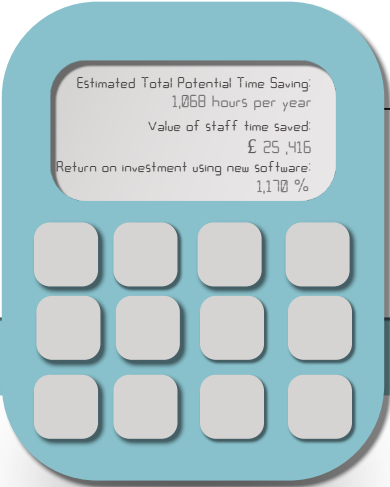 Estimated Total Potential Time Saving:
1,068 hours per year
Value of staff time saved:
£ 25 ,416
Return on investment using new software:
1,170 %